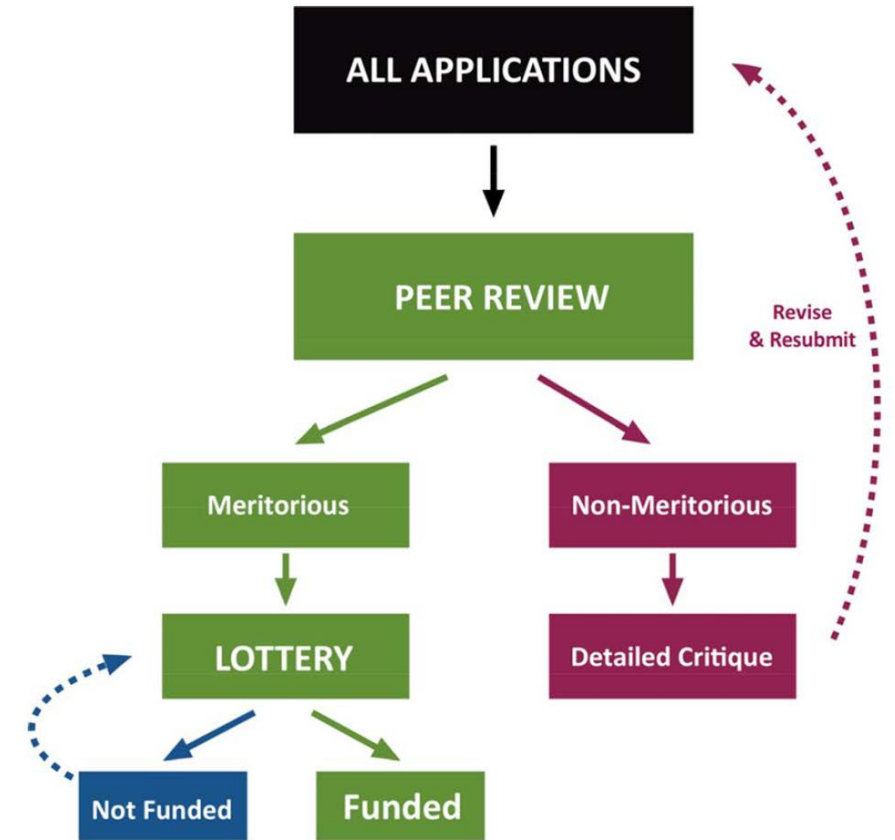 ALL APPLICATIONS
PEER REVIEW
Revise
& Resubmit
Meritorious
Non-Meritorious
LOTTERY
Detailed Critique
Not Funded
Funded